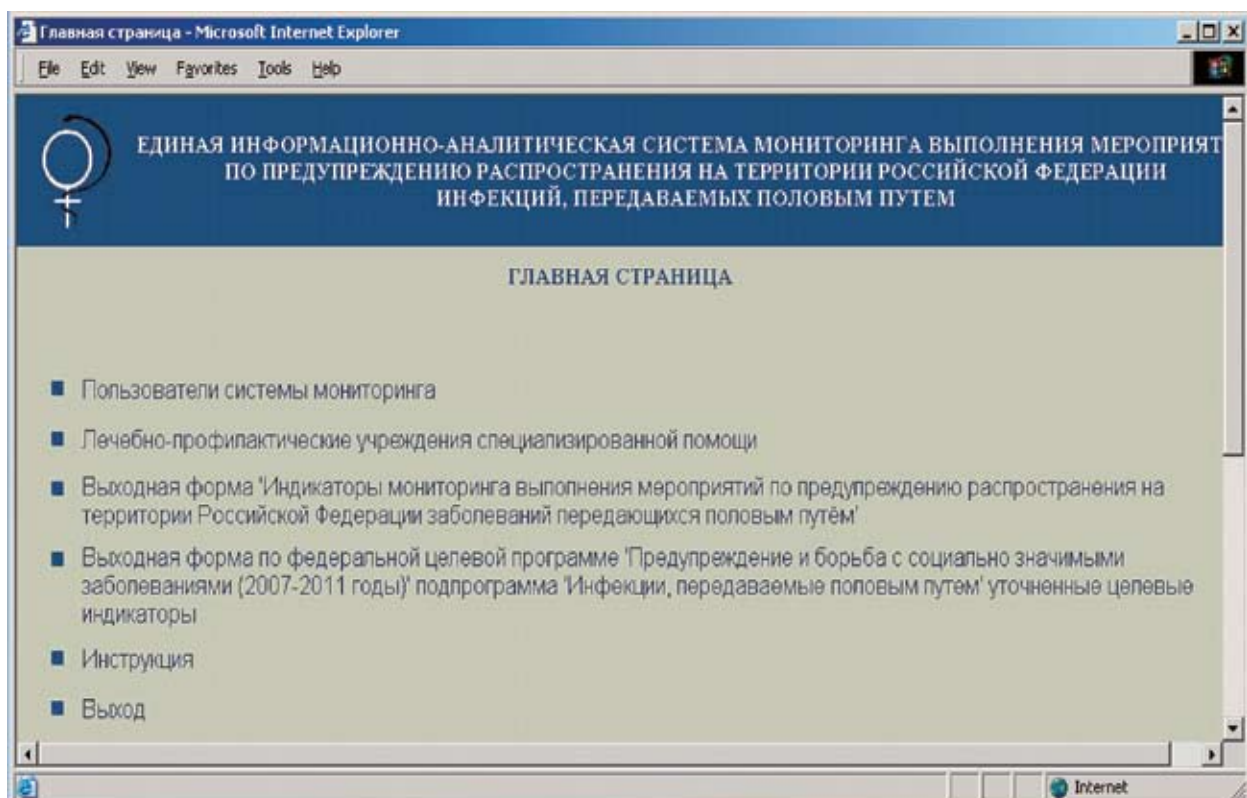 Главная страница - Microsoft Internet Explorer
File Edit View Favorites Tools Help
ЕДИНАЯ ИНФОРМАЦИОННО-АНАЛИТИЧЕСКАЯ СИСТЕМА МОНИТОРИНГА ВЫПОЛНЕНИЯ МЕРОПРИЯТ
ПО ПРЕДУПРЕЖДЕНИЮ РАСПРОСТРАНЕНИЯ НА ТЕРРИТОРИИ РОССИЙСКОЙ ФЕДЕРАЦИИ
ИНФЕКЦИЙ, ПЕРЕДАВАЕМЫХ ПОЛОВЫМ ПУТЕМ
ГЛАВНАЯ СТРАНИЦА
Пользователи системы мониторинга
Лечебно-профилактические учреждения специализированной помощи
Выходная форма 'Индикаторы мониторинга выполнения мероприятий по предупреждению распространения на
территории Российской Федерации заболеваний передающихся половым путём'
Выходная форма по федеральной целевой программе 'Предупреждение и борьба с социально значимыми
заболеваниями (2007-2011 годы)' подпрограмма 'Инфекции, передаваемые половым путем' уточненные целевые
индикаторы
Инструкция
Выход
Internet